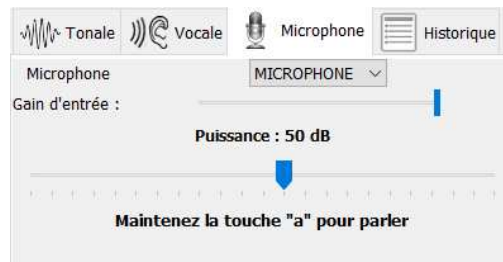 Tonale Vocale Microphone Historique
Microphone MICROPHONE
Gain d'entrée :
Puissance : 50 dB
Maintenez la touche "a" pour parler